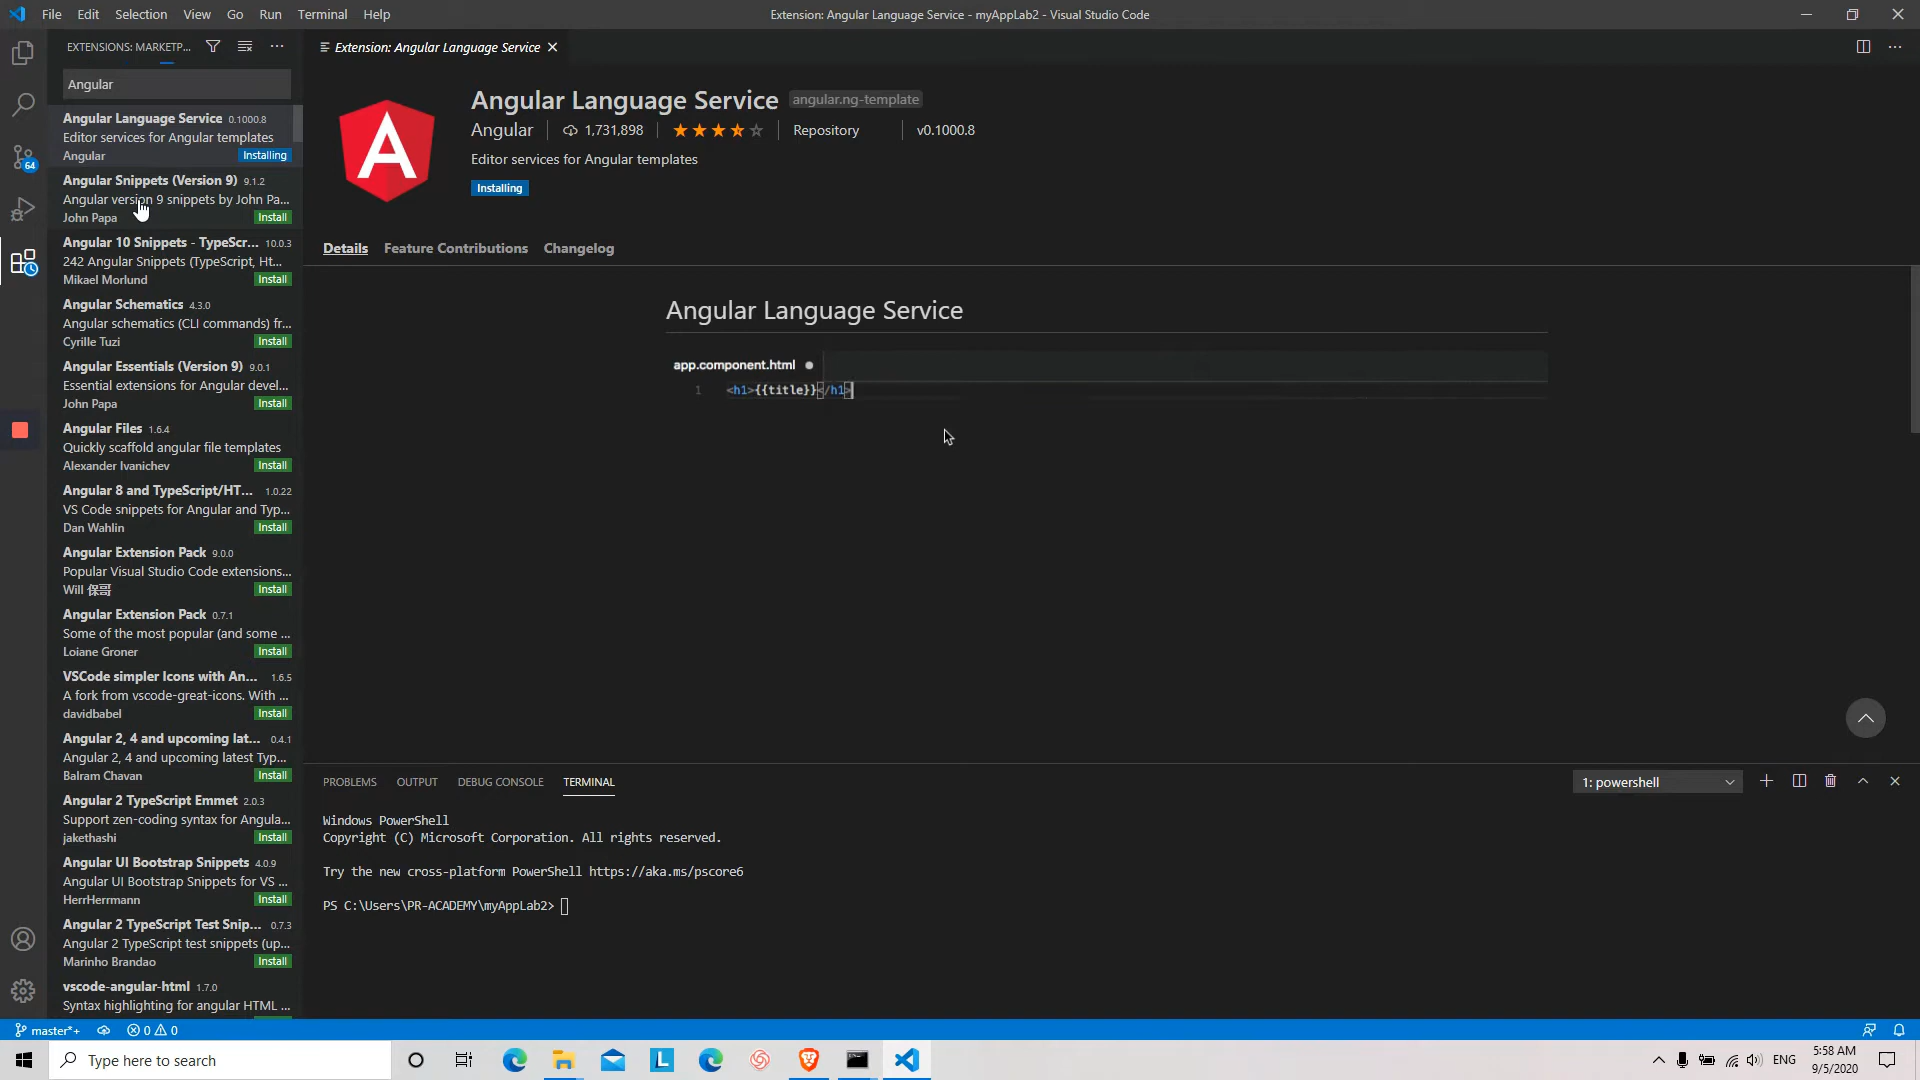 File Edit Selection View Go Run Terminal Help
Extension: Angular Language Service - myAppLab2 - Visual Studio Code
EXTENSIONS: MARKETP...
Angular
Angular Language Service 0.1000.8
Editor services for Angular templates
Angular Installing
Angular Snippets (Version 9) 9.1.2
Angular version 9 snippets by John Pa...
John Papa Install
Angular 10 Snippets - TypeScr... 10.0.3
242 Angular Snippets (TypeScript, Ht...
Mikael Morlund Install
Angular Schematics 4.3.0
Angular schematics (CLI commands) fr...
Cyrille Tuzi Install
Angular Essentials (Version 9) 9.0.1
Essential extensions for Angular devel...
John Papa Install
Angular Files 1.6.4
Quickly scaffold angular file templates
Alexander Ivanichev Install
Angular 8 and TypeScript/HT... 1.0.22
VS Code snippets for Angular and Typ...
Dan Wahlin Install
Angular Extension Pack 9.0.0
Popular Visual Studio Code extensions...
Will 保哥 Install
Angular Extension Pack 0.7.1
Some of the most popular (and some ...
Loiane Groner Install
VSCode simpler Icons with An... 1.6.5
A fork from vscode-great-icons. With ...
davidbabel Install
Angular 2, 4 and upcoming lat... 0.4.1
Angular 2, 4 and upcoming latest Typ...
Balram Chavan Install
Angular 2 TypeScript Emmet 2.0.3
Support zen-coding syntax for Angula...
jakethashi Install
Angular UI Bootstrap Snippets 4.0.9
Angular UI Bootstrap Snippets for VS ...
HerrHerrmann Install
Angular 2 TypeScript Test Snip... 0.7.3
Angular 2 TypeScript test snippets (up...
Marinho Brandao Install
vscode-angular-html 1.7.0
Syntax highlighting for angular HTML ...
64
Extension: Angular Language Service
A
Angular Language Service angular.ng-template
Angular 1,731,898 Repository v0.1000.8
Editor services for Angular templates
Installing
Details Feature Contributions Changelog
Angular Language Service
app.component.html
1 <h1>{{title}}</h1>
PROBLEMS OUTPUT DEBUG CONSOLE TERMINAL
1: powershell
Windows PowerShell
Copyright (C) Microsoft Corporation. All rights reserved.
Try the new cross-platform PowerShell https://aka.ms/pscore6
PS C:\Users\PR-ACADEMY\myAppLab2>
master*+ 0 0
Type here to search
L
ENG
5:58 AM
9/5/2020